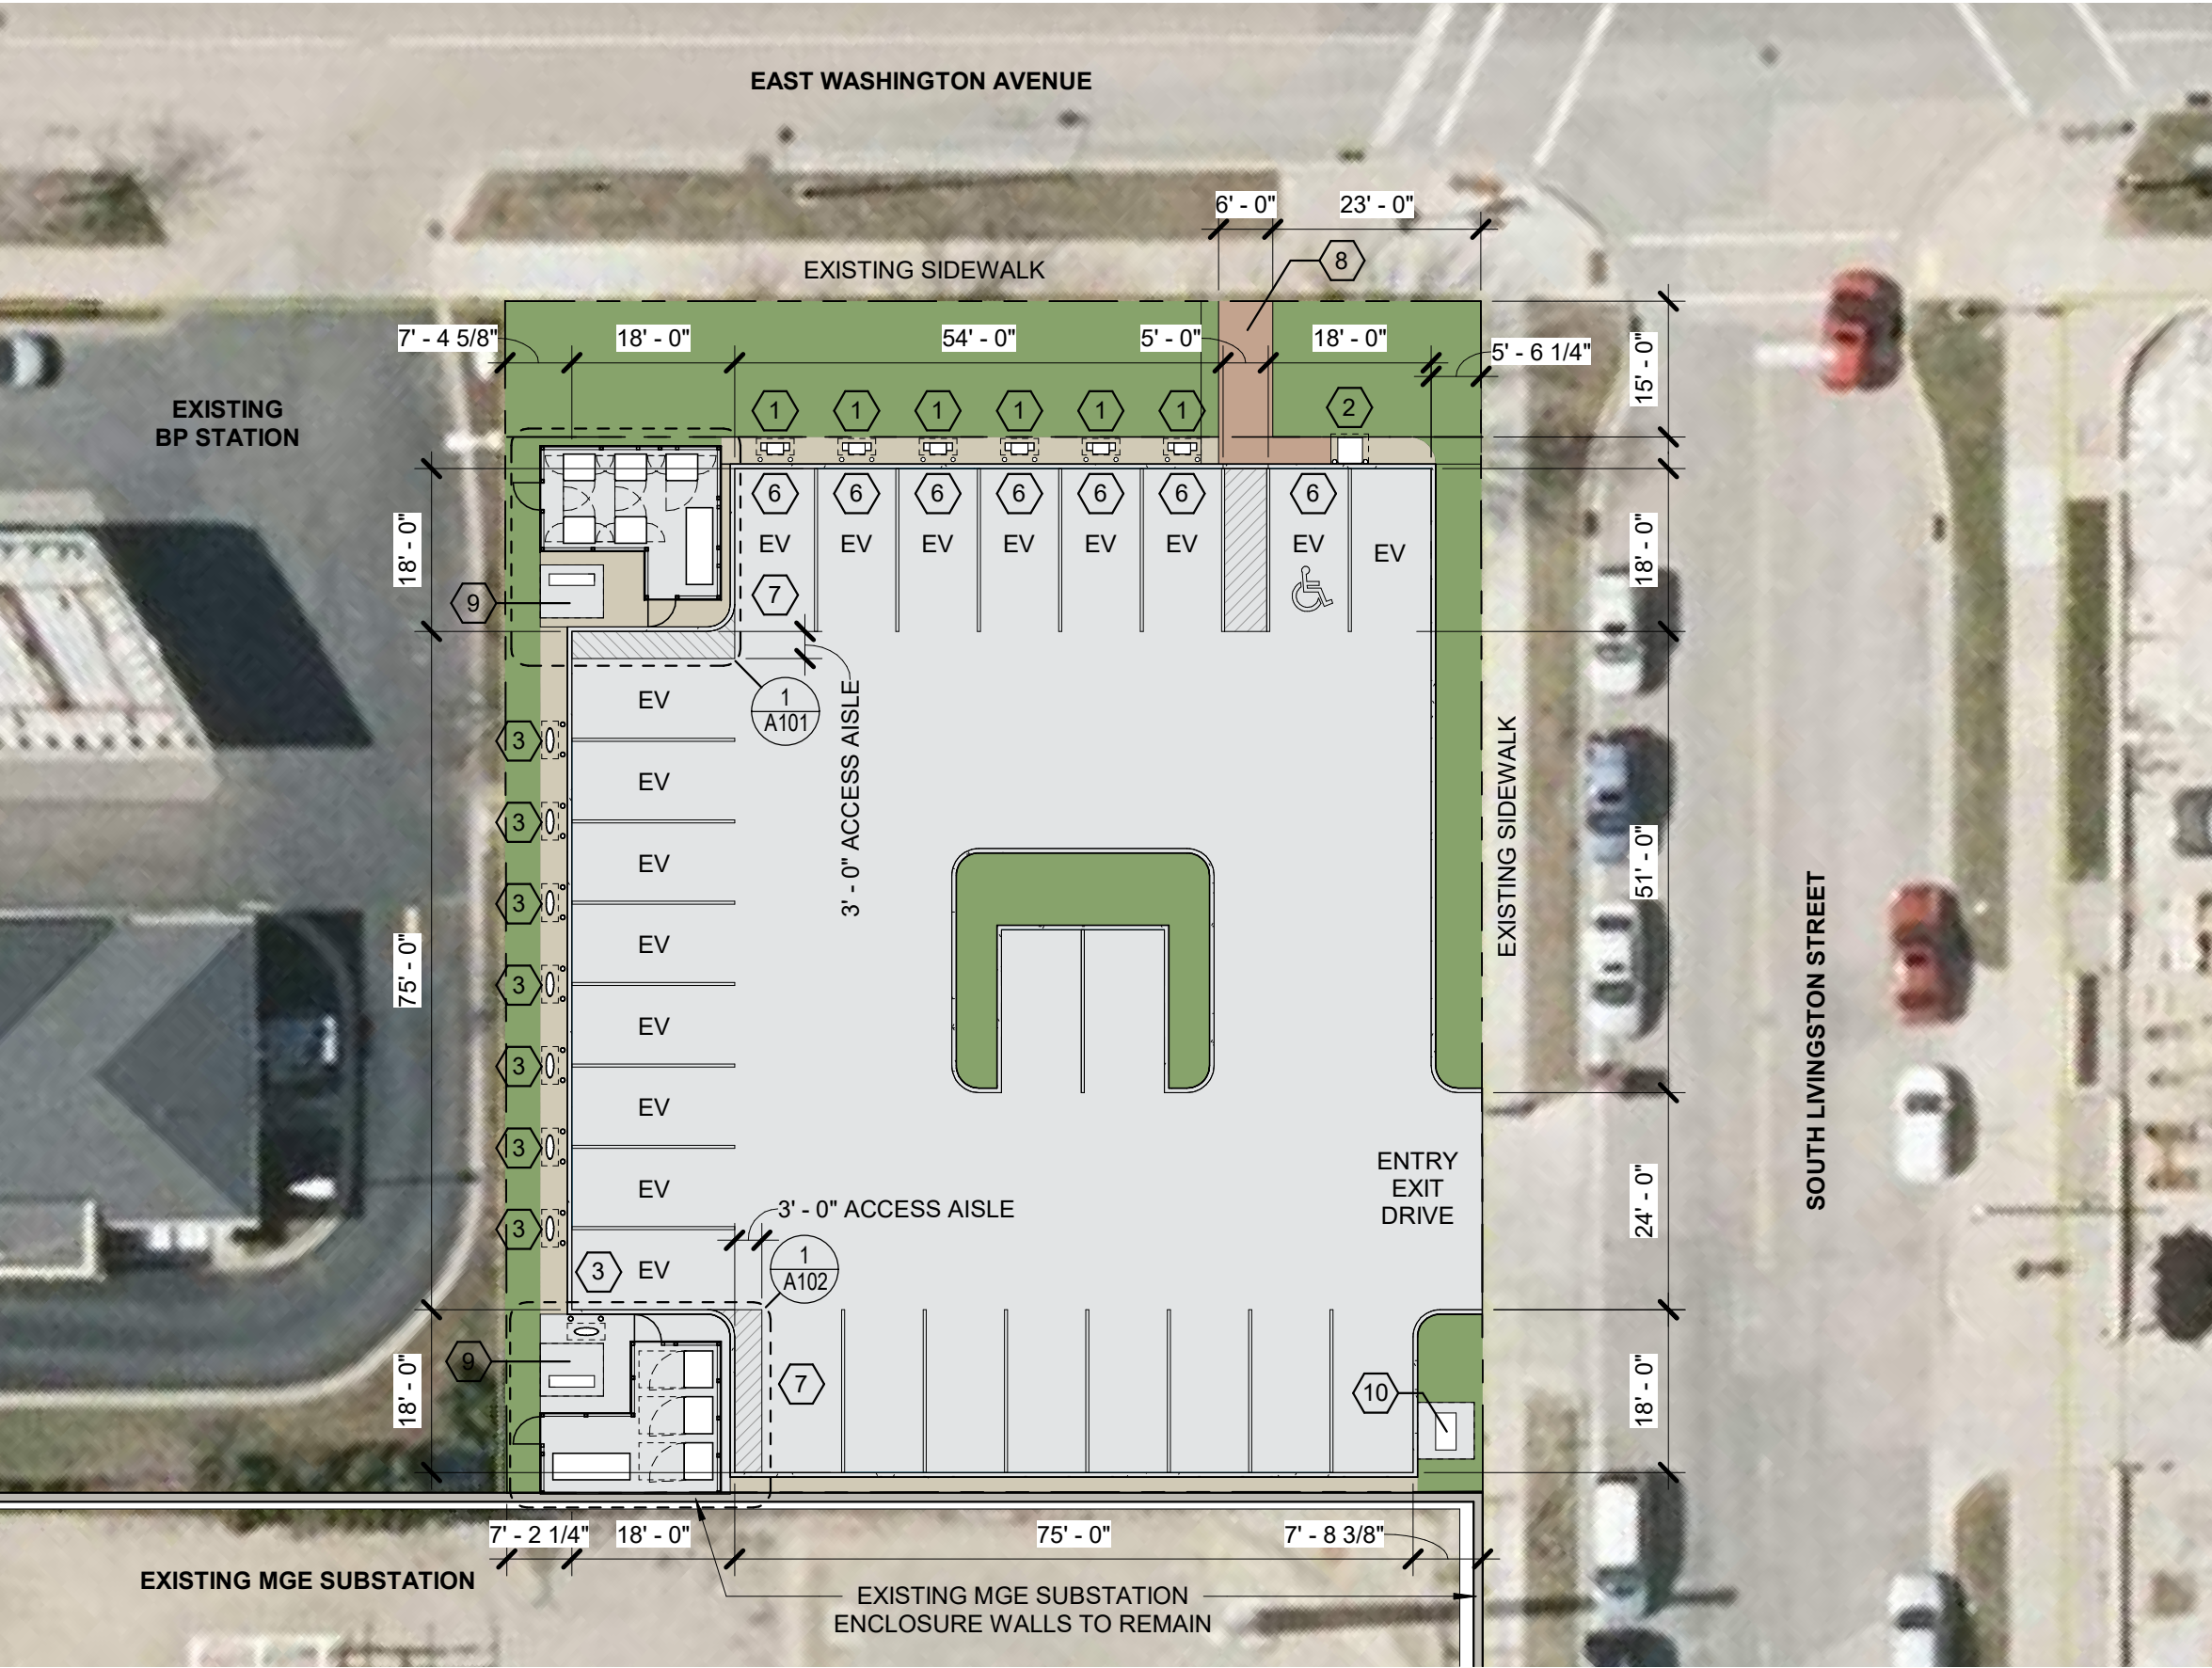 EAST WASHINGTON AVENUE
6' - 0"
23' - 0"
8
EXISTING SIDEWALK
7' - 4 5/8"
18' - 0"
54' - 0"
5' - 0"
18' - 0"
5' - 6 1/4"
15' - 0"
EXISTING
BP STATION
1
1
1
1
1
1
2
6
6
6
6
6
6
6
EV
EV
EV
EV
EV
EV
EV
EV
18' - 0"
18' - 0"
9
7
1
A101
3' - 0" ACCESS AISLE
EV
EV
EV
EV
EV
EV
EV
EV
3
3
3
3
3
3
3
3
75' - 0"
EXISTING SIDEWALK
51' - 0"
SOUTH LIVINGSTON STREET
ENTRY
EXIT
DRIVE
24' - 0"
3' - 0" ACCESS AISLE
1
A102
9
7
10
18' - 0"
18' - 0"
7' - 2 1/4"
18' - 0"
75' - 0"
7' - 8 3/8"
EXISTING MGE SUBSTATION
EXISTING MGE SUBSTATION
ENCLOSURE WALLS TO REMAIN